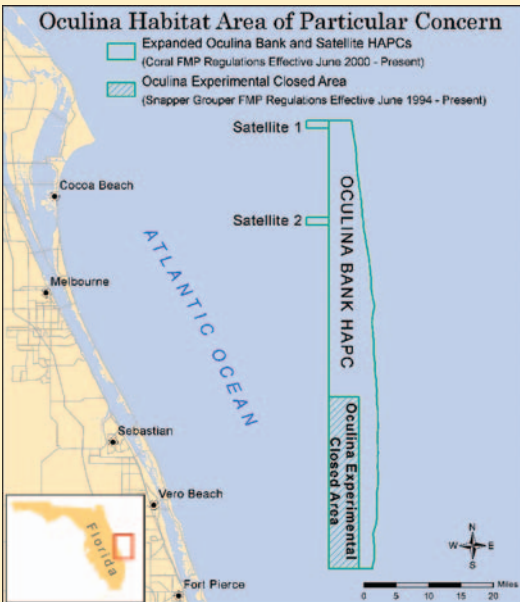 Oculina Habitat Area of Particular Concern
Expanded Oculina Bank and Satellite HAPCs
(Coral FMP Regulations Effective June 2000 - Present)
Oculina Experimental Closed Area
(Snapper Grouper FMP Regulations Effective June 1994 - Present)
Satellite 1
Cocoa Beach
Satellite 2
OCULINA BANK HAPC
ATLANTIC OCEAN
Melbourne
Oculina Experimental
Closed Area
Sebastian
Vero Beach
Florida
N
W E
S
Miles
0 5 10 20
Fort Pierce